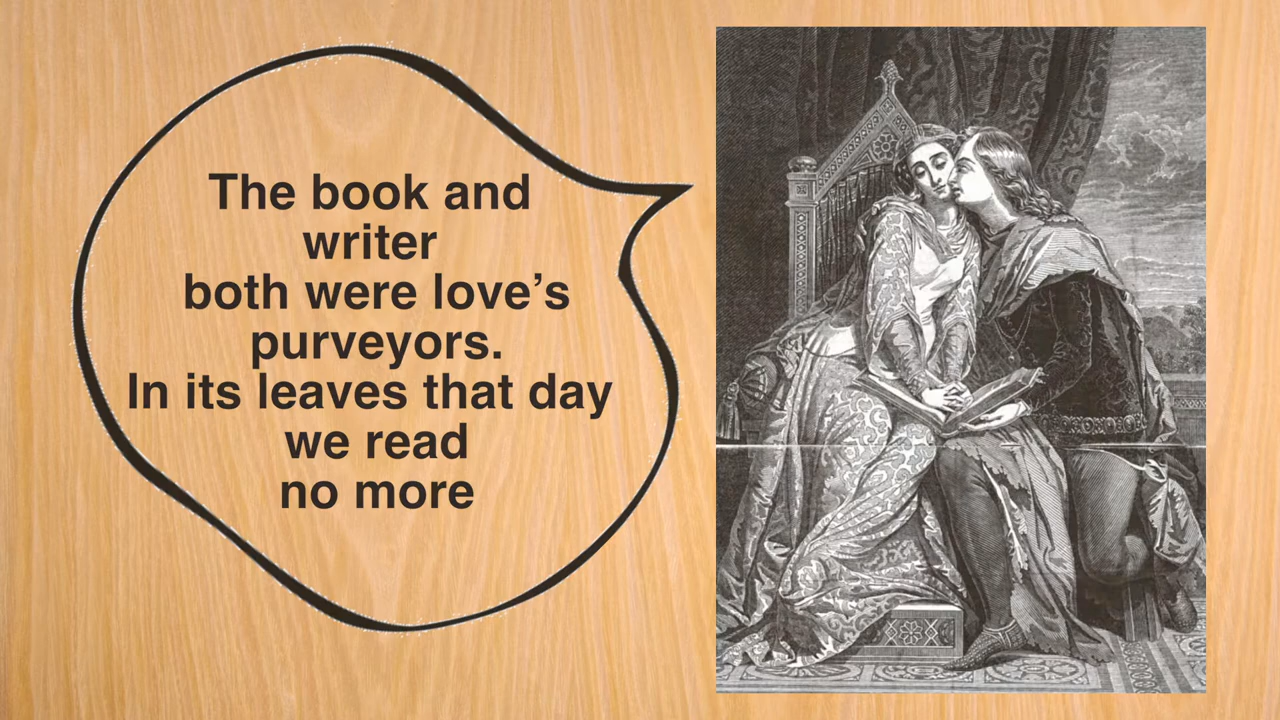 The book and
writer
both were love’s
purveyors.
In its leaves that day
we read
no more